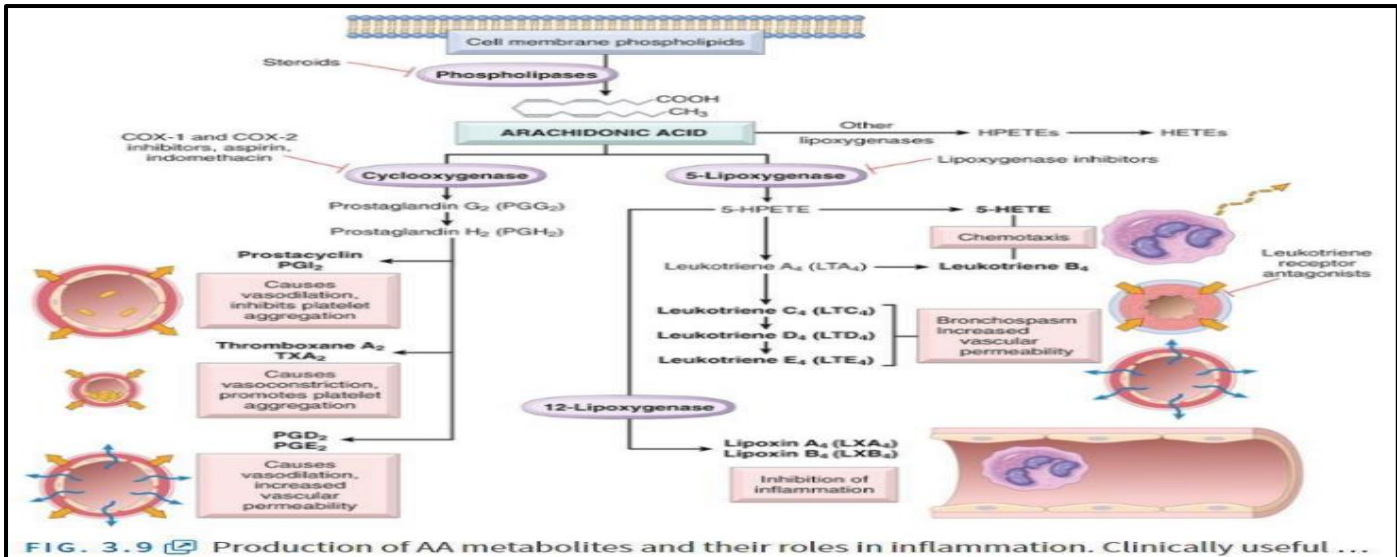 Cell membrane phospholipids
Steroids
Phospholipases
COOH
CH₃
ARACHIDONIC ACID
Other
lipoxygenases
HPETEs
HETEs
COX-1 and COX-2
inhibitors, aspirin,
indomethacin
Cyclooxygenase
5-Lipoxygenase
Lipoxygenase inhibitors
Prostaglandin G₂ (PGG₂)
Prostaglandin H₂ (PGH₂)
5-HPETE
5-HETE
Chemotaxis
Leukotriene A₄ (LTA₄)
Leukotriene B₄
Leukotriene
receptor
antagonists
Prostacyclin
PGI₂
Causes
vasodilation,
inhibits platelet
aggregation
Leukotriene C₄ (LTC₄)
Leukotriene D₄ (LTD₄)
Leukotriene E₄ (LTE₄)
Bronchospasm
Increased
vascular
permeability
Thromboxane A₂
TXA₂
Causes
vasoconstriction,
promotes platelet
aggregation
12-Lipoxygenase
PGD₂
PGE₂
Causes
vasodilation,
increased
vascular
permeability
Lipoxin A₄ (LXA₄)
Lipoxin B₄ (LXB₄)
Inhibition of
inflammation
FIG. 3.9 Production of AA metabolites and their roles in inflammation. Clinically useful ...